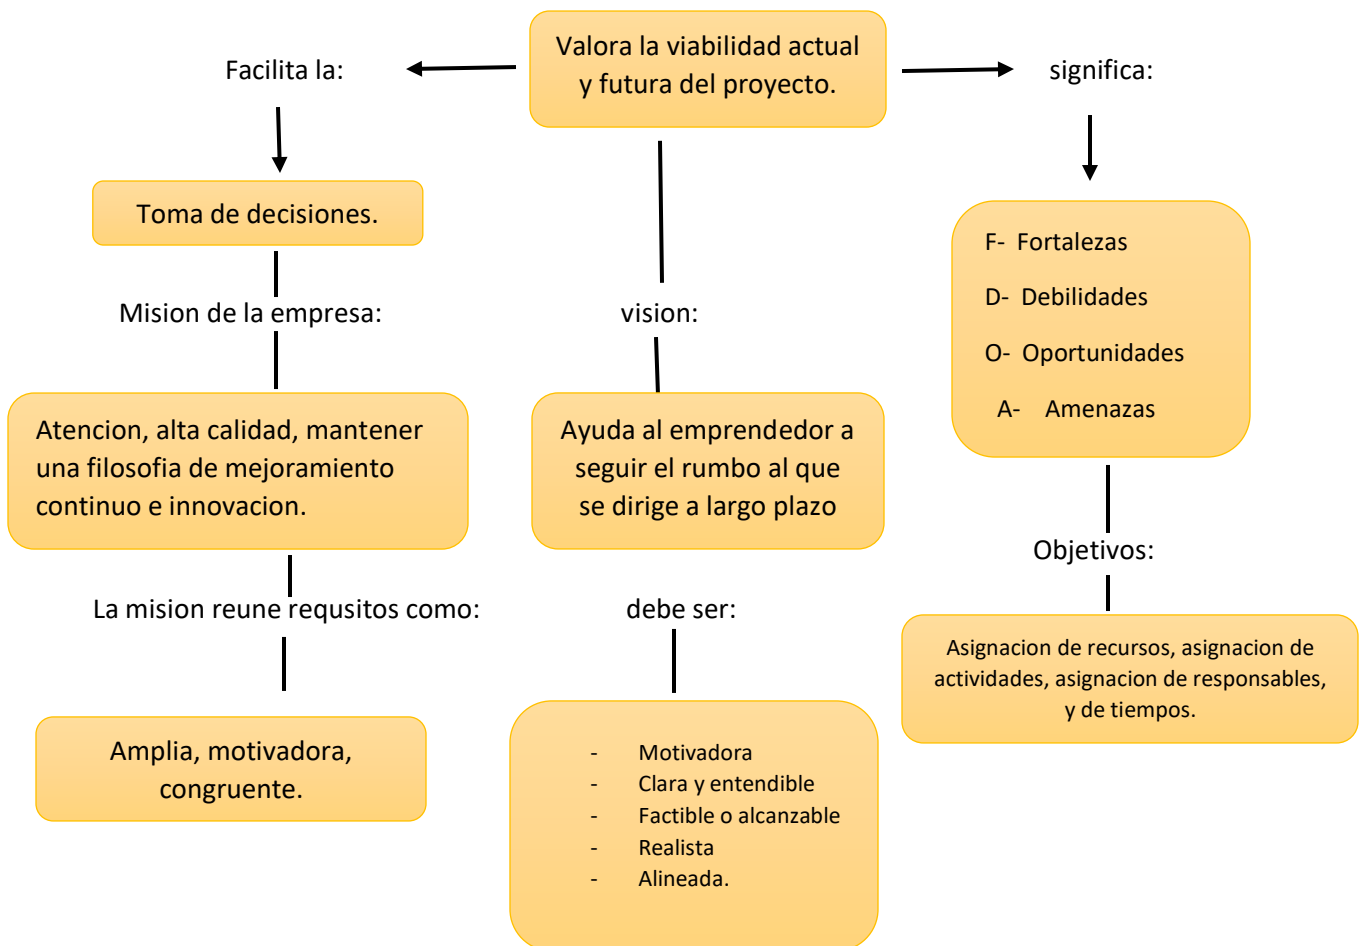 Valora la viabilidad actual
y futura del proyecto.
Facilita la:
significa:
Toma de decisiones.
F- Fortalezas
D- Debilidades
O- Oportunidades
A- Amenazas
Mision de la empresa:
vision:
Atencion, alta calidad, mantener
una filosofia de mejoramiento
continuo e innovacion.
Ayuda al emprendedor a
seguir el rumbo al que
se dirige a largo plazo
Objetivos:
La mision reune requsitos como:
debe ser:
Asignacion de recursos, asignacion de
actividades, asignacion de responsables,
y de tiempos.
Amplia, motivadora,
congruente.
- Motivadora
- Clara y entendible
- Factible o alcanzable
- Realista
- Alineada.